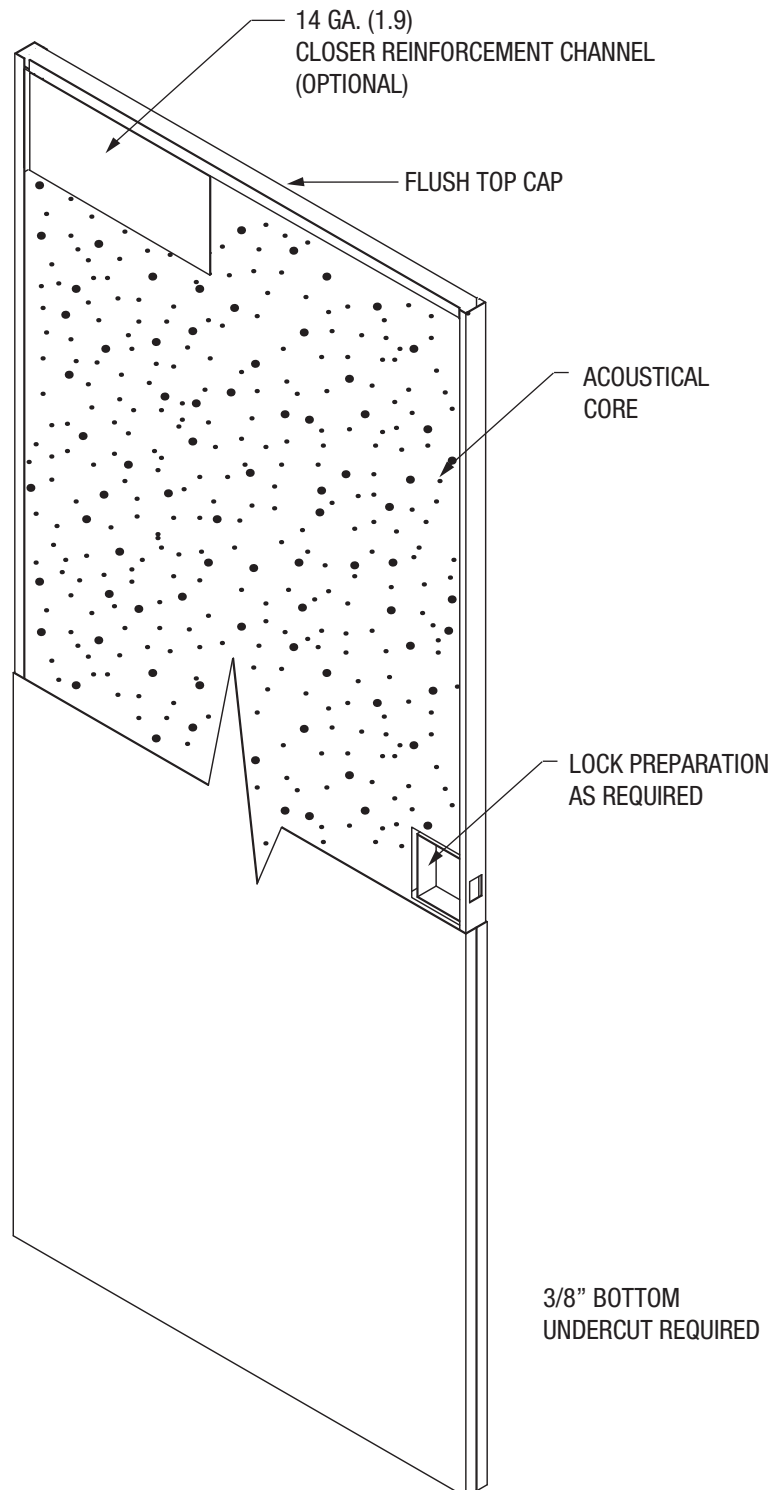 14 GA. (1.9)
CLOSER REINFORCEMENT CHANNEL
(OPTIONAL)
FLUSH TOP CAP
ACOUSTICAL
CORE
LOCK PREPARATION
AS REQUIRED
3/8” BOTTOM
UNDERCUT REQUIRED